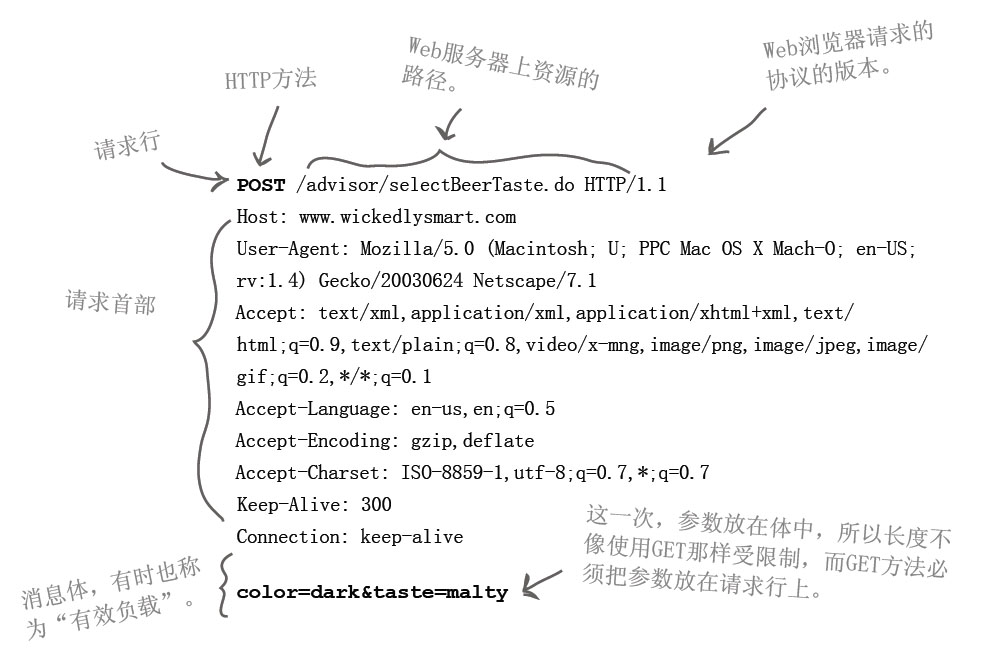 HTTP方法
Web服务器上资源的
路径。
Web浏览器请求的
协议的版本。
请求行
POST /advisor/selectBeerTaste.do HTTP/1.1
Host: www.wickedlysmart.com
User-Agent: Mozilla/5.0 (Macintosh; U; PPC Mac OS X Mach-O; en-US;
rv:1.4) Gecko/20030624 Netscape/7.1
请求首部
Accept: text/xml,application/xml,application/xhtml+xml,text/
html;q=0.9,text/plain;q=0.8,video/x-mng,image/png,image/jpeg,image/
gif;q=0.2,*/*;q=0.1
Accept-Language: en-us,en;q=0.5
Accept-Encoding: gzip,deflate
Accept-Charset: ISO-8859-1,utf-8;q=0.7,*;q=0.7
Keep-Alive: 300
Connection: keep-alive
这一次，参数放在体中，所以长度不
像使用GET那样受限制，而GET方法必
须把参数放在请求行上。
消息体，有时也称
为“有效负载”。
color=dark&taste=malty